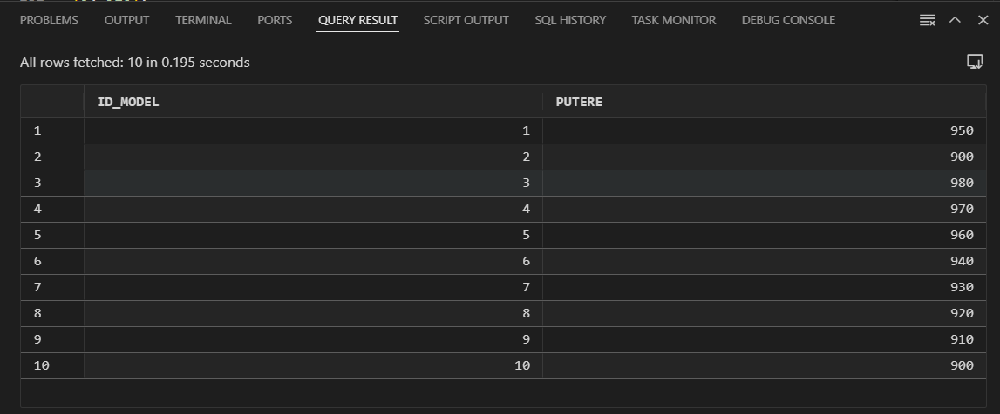 PROBLEMS OUTPUT TERMINAL PORTS QUERY RESULT SCRIPT OUTPUT SQL HISTORY TASK MONITOR DEBUG CONSOLE
All rows fetched: 10 in 0.195 seconds
ID_MODEL PUTERE
1 1 950
2 2 900
3 3 980
4 4 970
5 5 960
6 6 940
7 7 930
8 8 920
9 9 910
10 10 900